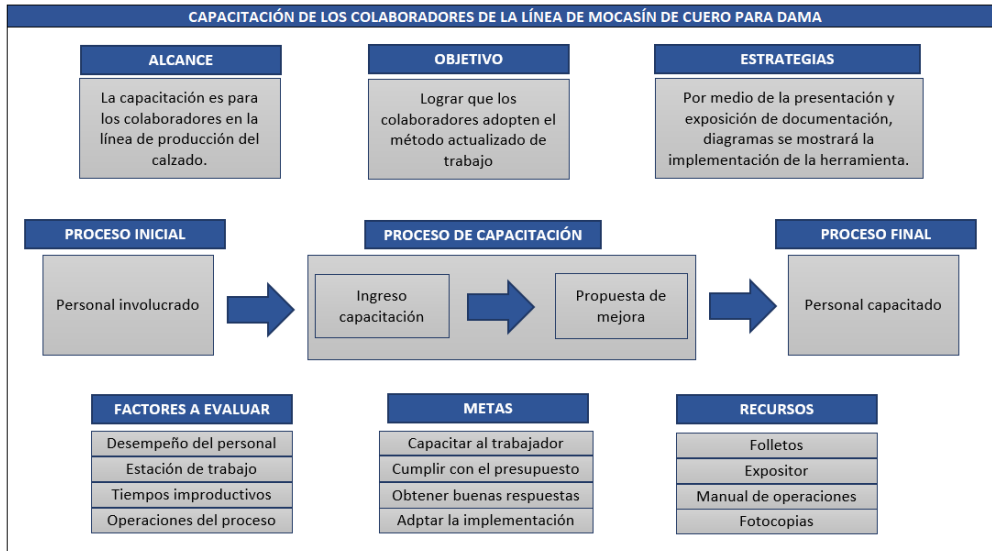 CAPACITACIÓN DE LOS COLABORADORES DE LA LÍNEA DE MOCASÍN DE CUERO PARA DAMA
ALCANCE
La capacitación es para
los colaboradores en la
línea de producción del
calzado.
OBJETIVO
Lograr que los
colaboradores adopten el
método actualizado de
trabajo
ESTRATEGIAS
Por medio de la presentación y
exposición de documentación,
diagramas se mostrará la
implementación de la herramienta.
PROCESO INICIAL
Personal involucrado
PROCESO DE CAPACITACIÓN
Ingreso
capacitación
Propuesta de
mejora
PROCESO FINAL
Personal capacitado
FACTORES A EVALUAR
Desempeño del personal
Estación de trabajo
Tiempos improductivos
Operaciones del proceso
METAS
Capacitar al trabajador
Cumplir con el presupuesto
Obtener buenas respuestas
Adptar la implementación
RECURSOS
Folletos
Expositor
Manual de operaciones
Fotocopias